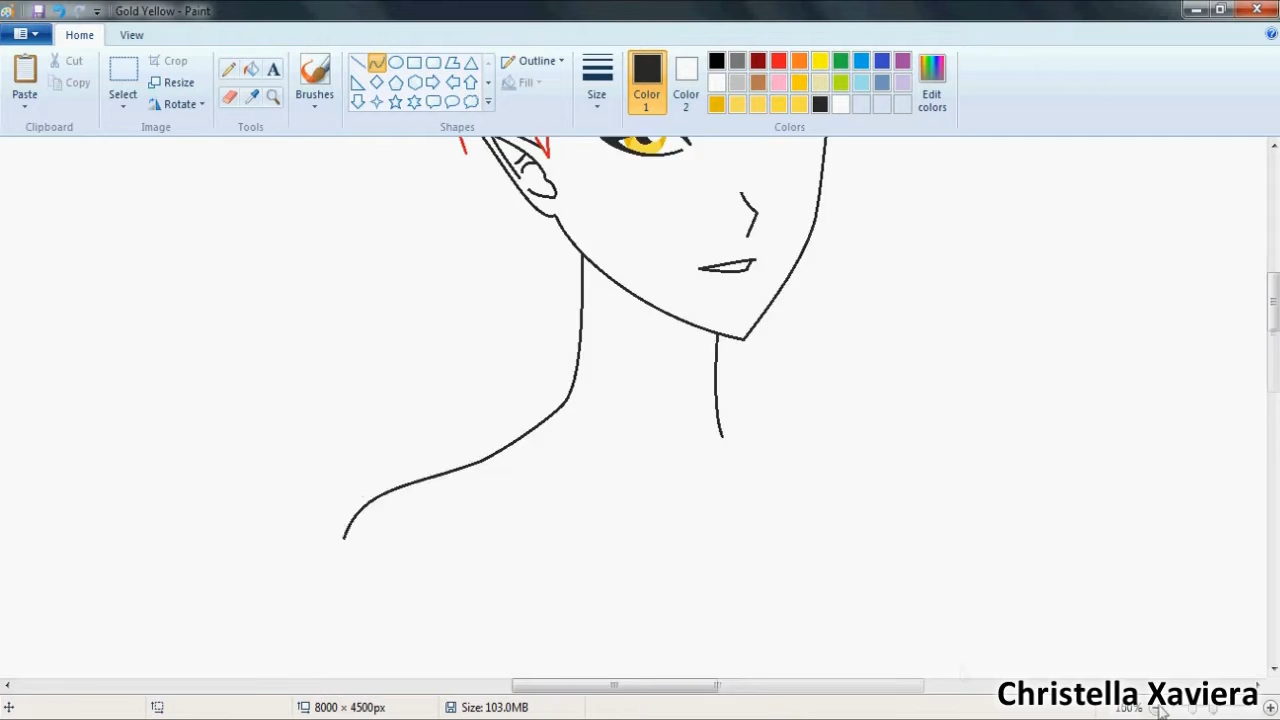 Gold Yellow - Paint
Home
View
Paste
Cut
Copy
Clipboard
Select
Crop
Resize
Rotate
Image
A
Tools
Brushes
Shapes
Outline
Fill
Size
Color 1
Color 2
Colors
Edit colors
8000 × 4500px
Size: 103.0MB
100%
Christella Xaviera